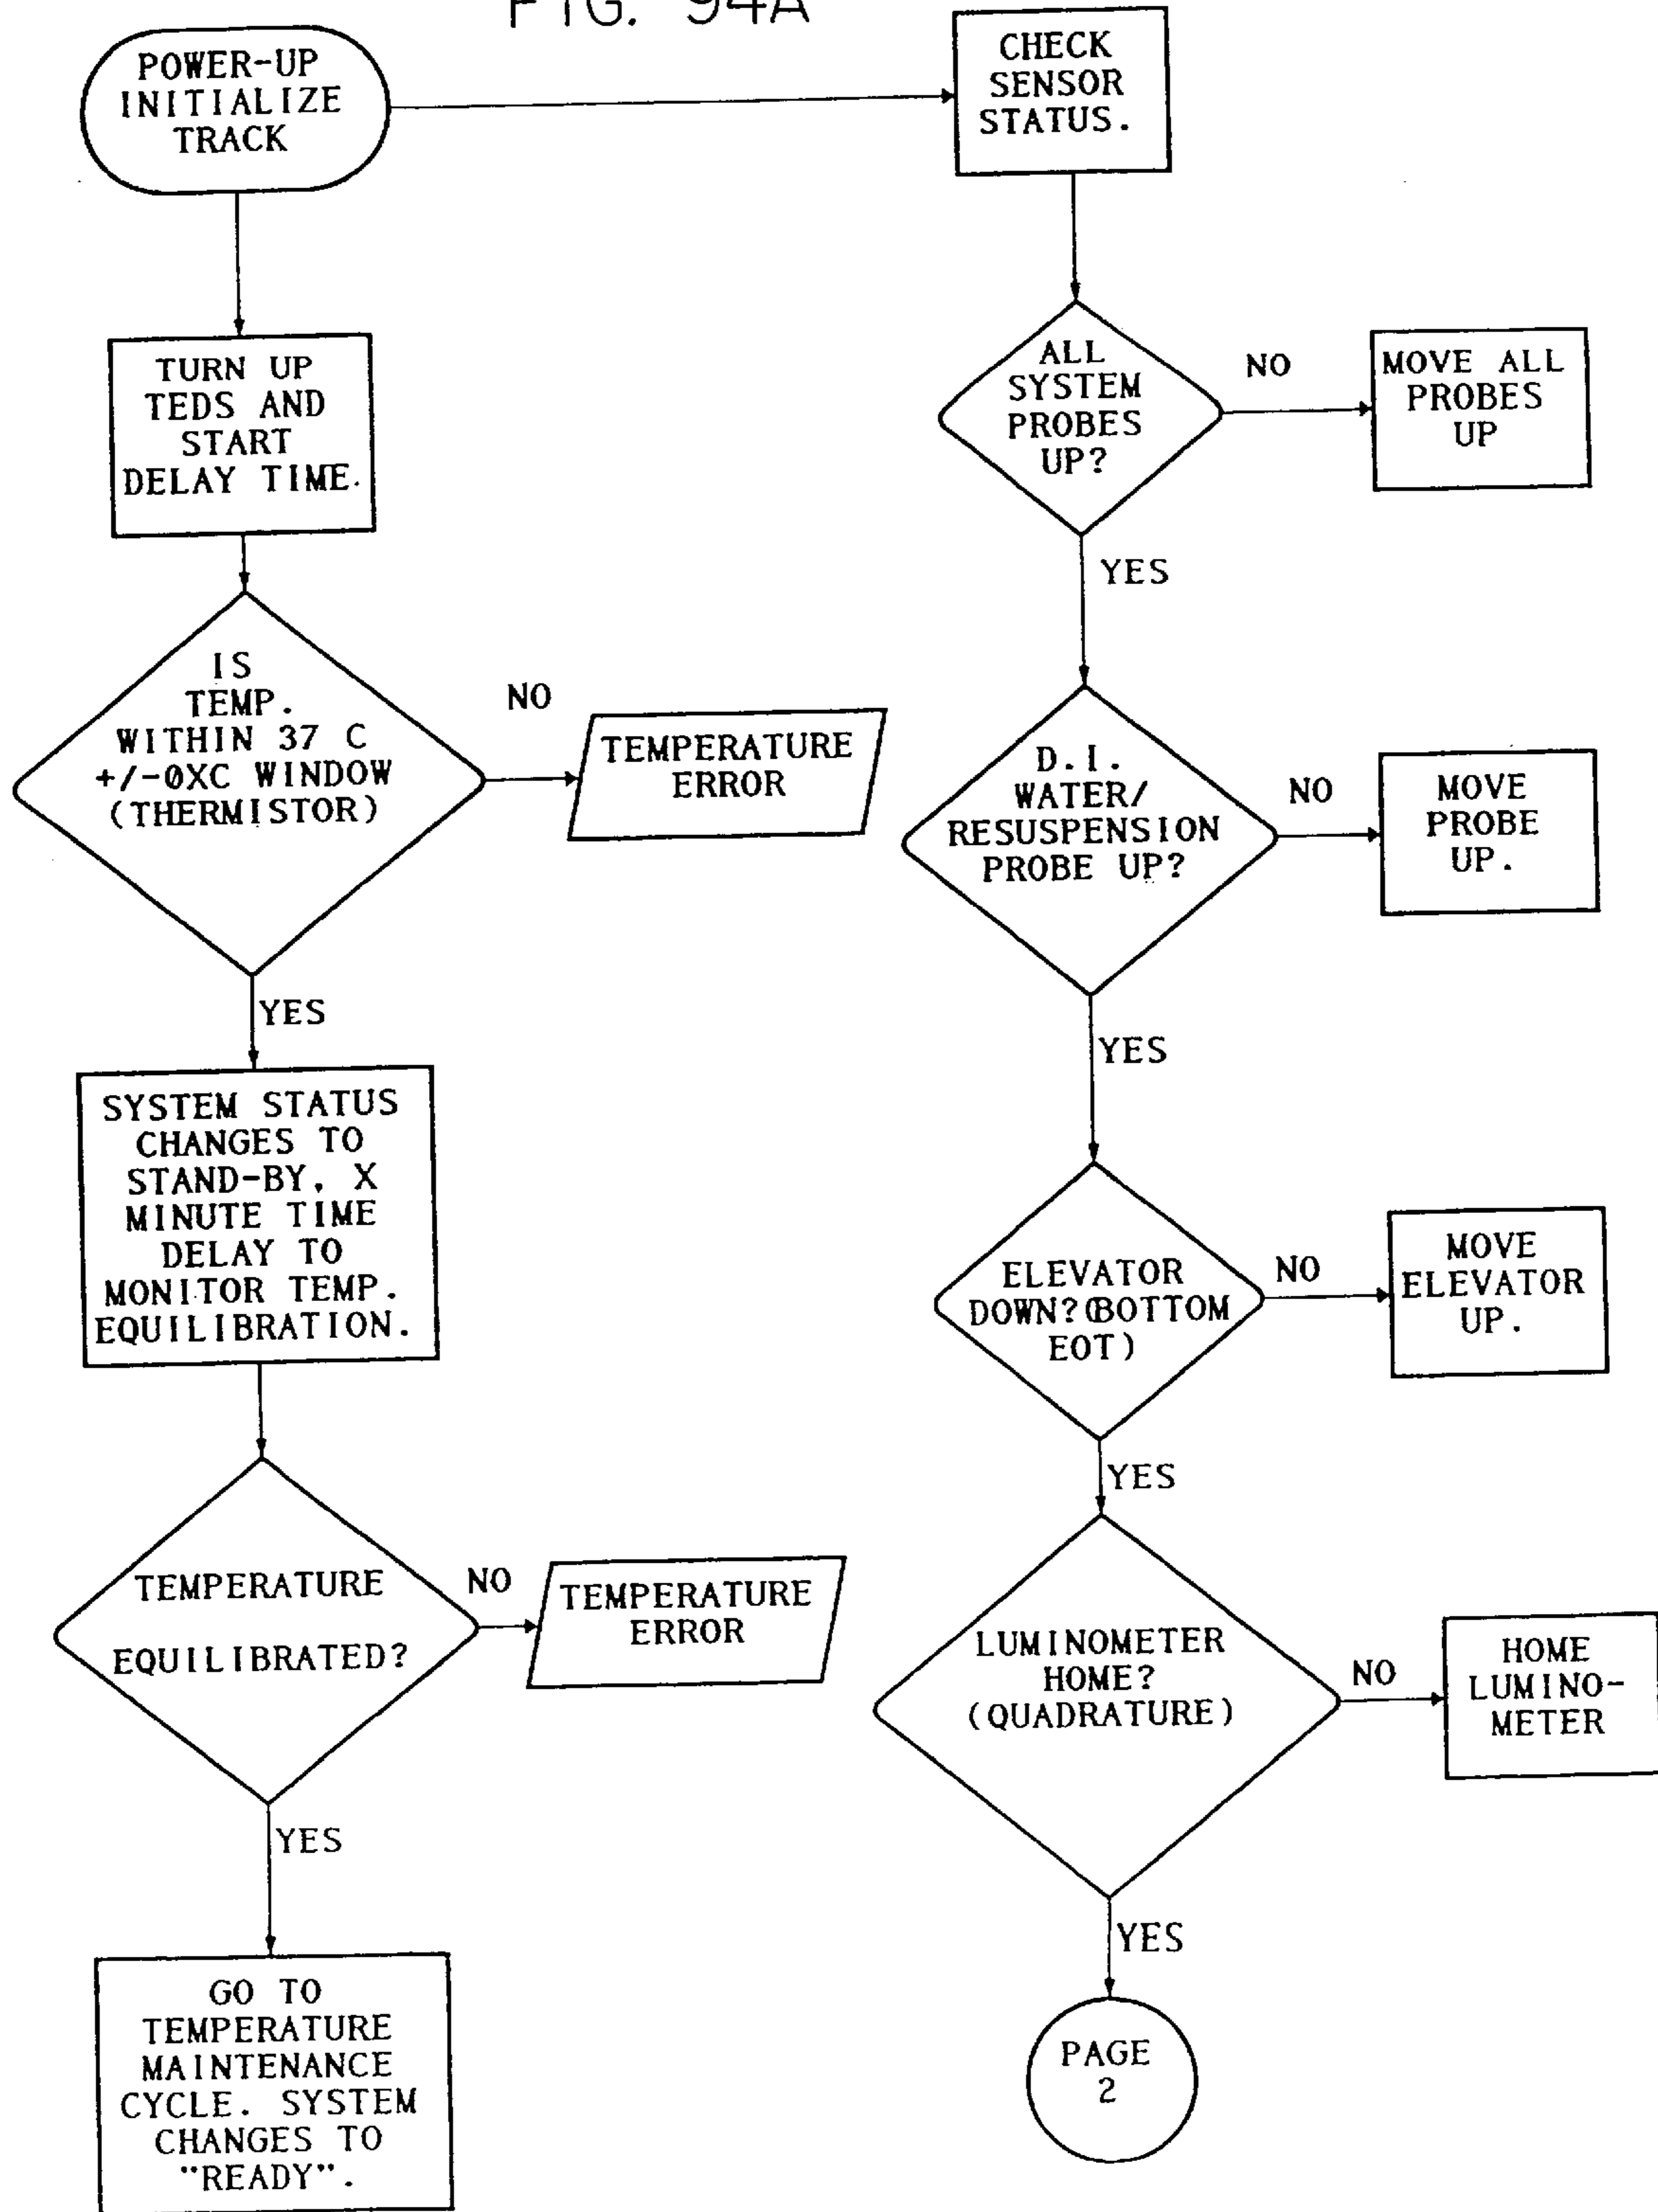 FIG. 94A
POWER-UP
INITIALIZE
TRACK
TURN UP
TEDS AND
START
DELAY TIME.
IS
TEMP.
WITHIN 37 C
+/-0XC WINDOW
(THERMISTOR)
NO
TEMPERATURE
ERROR
YES
SYSTEM STATUS
CHANGES TO
STAND-BY, X
MINUTE TIME
DELAY TO
MONITOR TEMP.
EQUILIBRATION.
TEMPERATURE
EQUILIBRATED?
NO
TEMPERATURE
ERROR
YES
GO TO
TEMPERATURE
MAINTENANCE
CYCLE. SYSTEM
CHANGES TO
"READY".
CHECK
SENSOR
STATUS.
ALL
SYSTEM
PROBES
UP?
NO
MOVE ALL
PROBES
UP
YES
D.I.
WATER/
RESUSPENSION
PROBE UP?
NO
MOVE
PROBE
UP.
YES
ELEVATOR
DOWN?(BOTTOM
EOT)
NO
MOVE
ELEVATOR
UP.
YES
LUMINOMETER
HOME?
(QUADRATURE)
NO
HOME
LUMINO-
METER
YES
PAGE
2